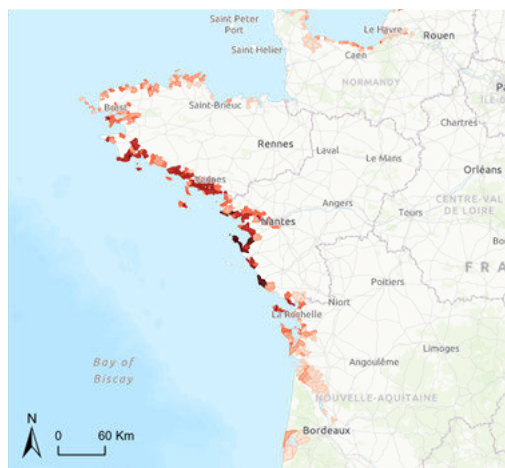 Saint Peter
Port
Le Havre
Rouen
Saint Helier
Caen
NORMANDY
Brest
Saint-Brieuc
Chartres
Rennes
Laval
Le Mans
Orléans
Vannes
Angers
CENTRE-VAL
DE LOIRE
Tours
Nantes
F R A
Poitiers
Niort
La Rochelle
Limoges
Bay of
Biscay
Angoulême
NOUVELLE-AQUITAINE
N
0 60 Km
Bordeaux